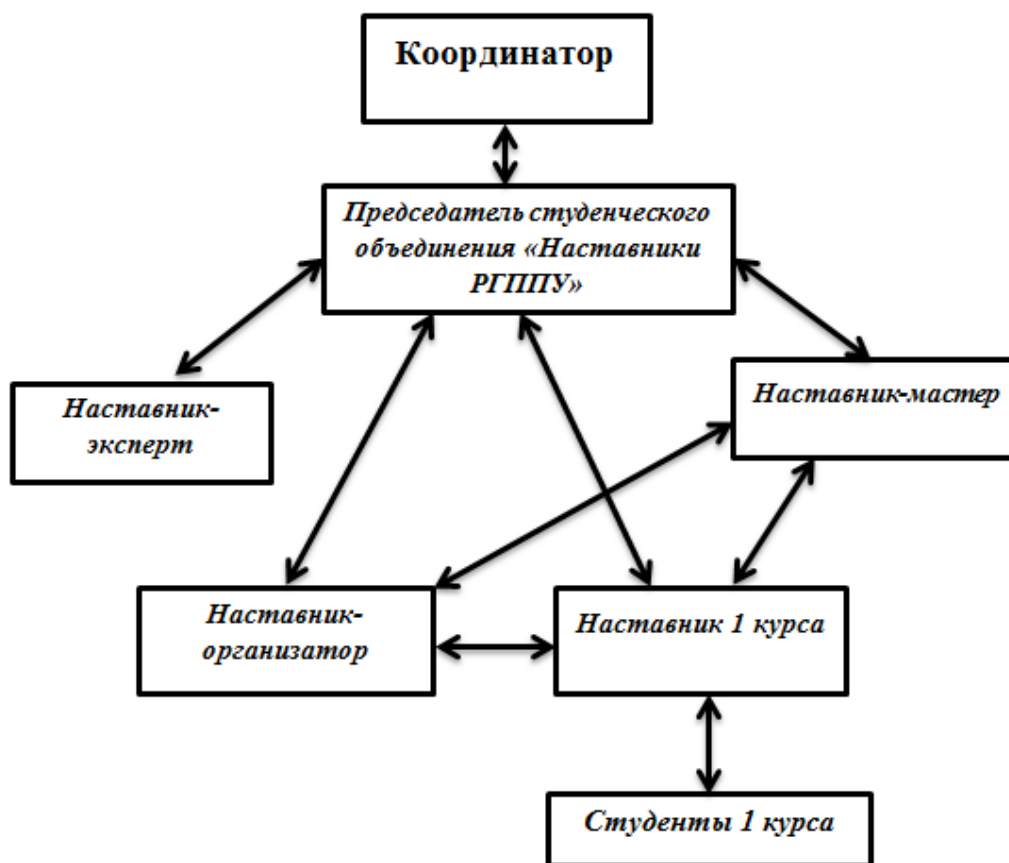 Координатор
Председатель студенческого
объединения «Наставники
РГППУ»
Наставник-
эксперт
Наставник-мастер
Наставник-
организатор
Наставник 1 курса
Студенты 1 курса